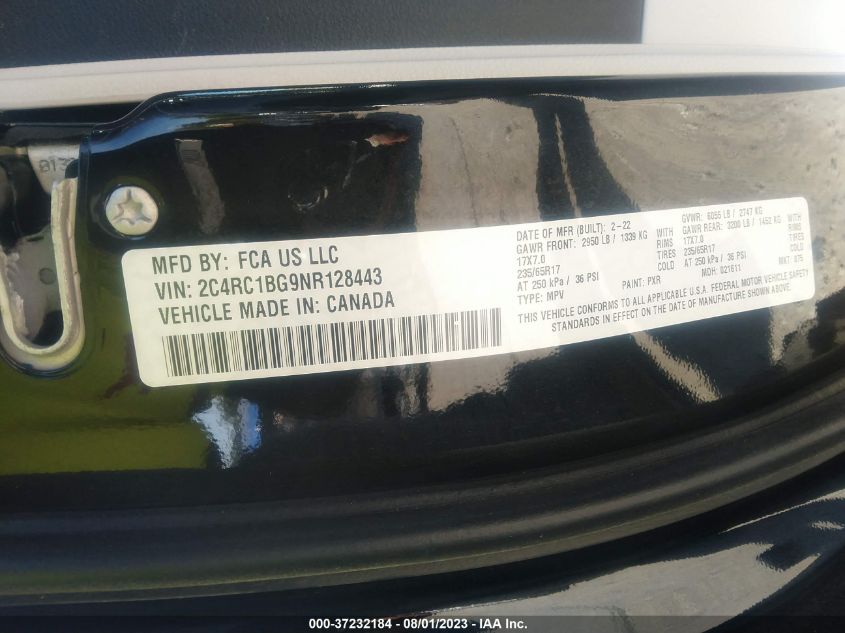 813
MFD BY: FCA US LLC
VIN: 2C4RC1BG9NR128443
VEHICLE MADE IN: CANADA
DATE OF MFR (BUILT): 2-22 GVWR: 6055 LB / 2747 KG
GAWR FRONT: 2950 LB / 1339 KG WITH GAWR REAR: 3200 LB / 1452 KG WITH
17X7.0 RIMS 17X7.0 RIMS
235/65R17 TIRES 235/65R17 TIRES
AT 250 kPa / 36 PSI COLD AT 250 kPa / 36 PSI COLD
TYPE: MPV PAINT: PXR MDH: 021611 MKT: 875
THIS VEHICLE CONFORMS TO ALL APPLICABLE U.S.A. FEDERAL MOTOR VEHICLE SAFETY
STANDARDS IN EFFECT ON THE DATE OF MANUFACTURE SHOWN ABOVE.
000-37232184 - 08/01/2023 - IAA Inc.